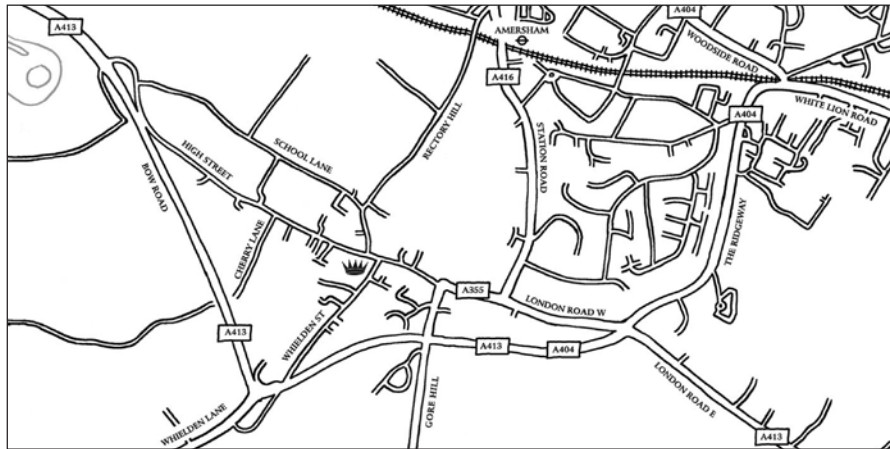 A413
A404
AMERSHAM
WOODSIDE ROAD
A416
WHITE LION ROAD
A404
RECTORY HILL
STATION ROAD
SCHOOL LANE
HIGH STREET
BOW ROAD
THE RIDGEWAY
CHERRY LANE
A355
LONDON ROAD W
A413
WHIELDEN ST
A413
A404
LONDON ROAD E
GORE HILL
WHIELDEN LANE
A413